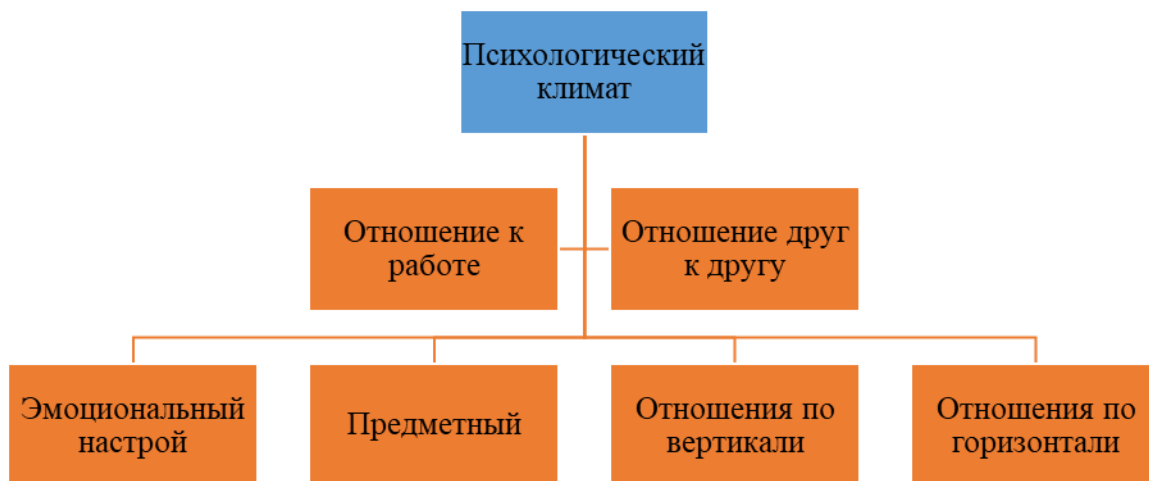 Психологический
климат
Отношение к
работе
Отношение друг
к другу
Эмоциональный
настрой
Предметный
Отношения по
вертикали
Отношения по
горизонтали